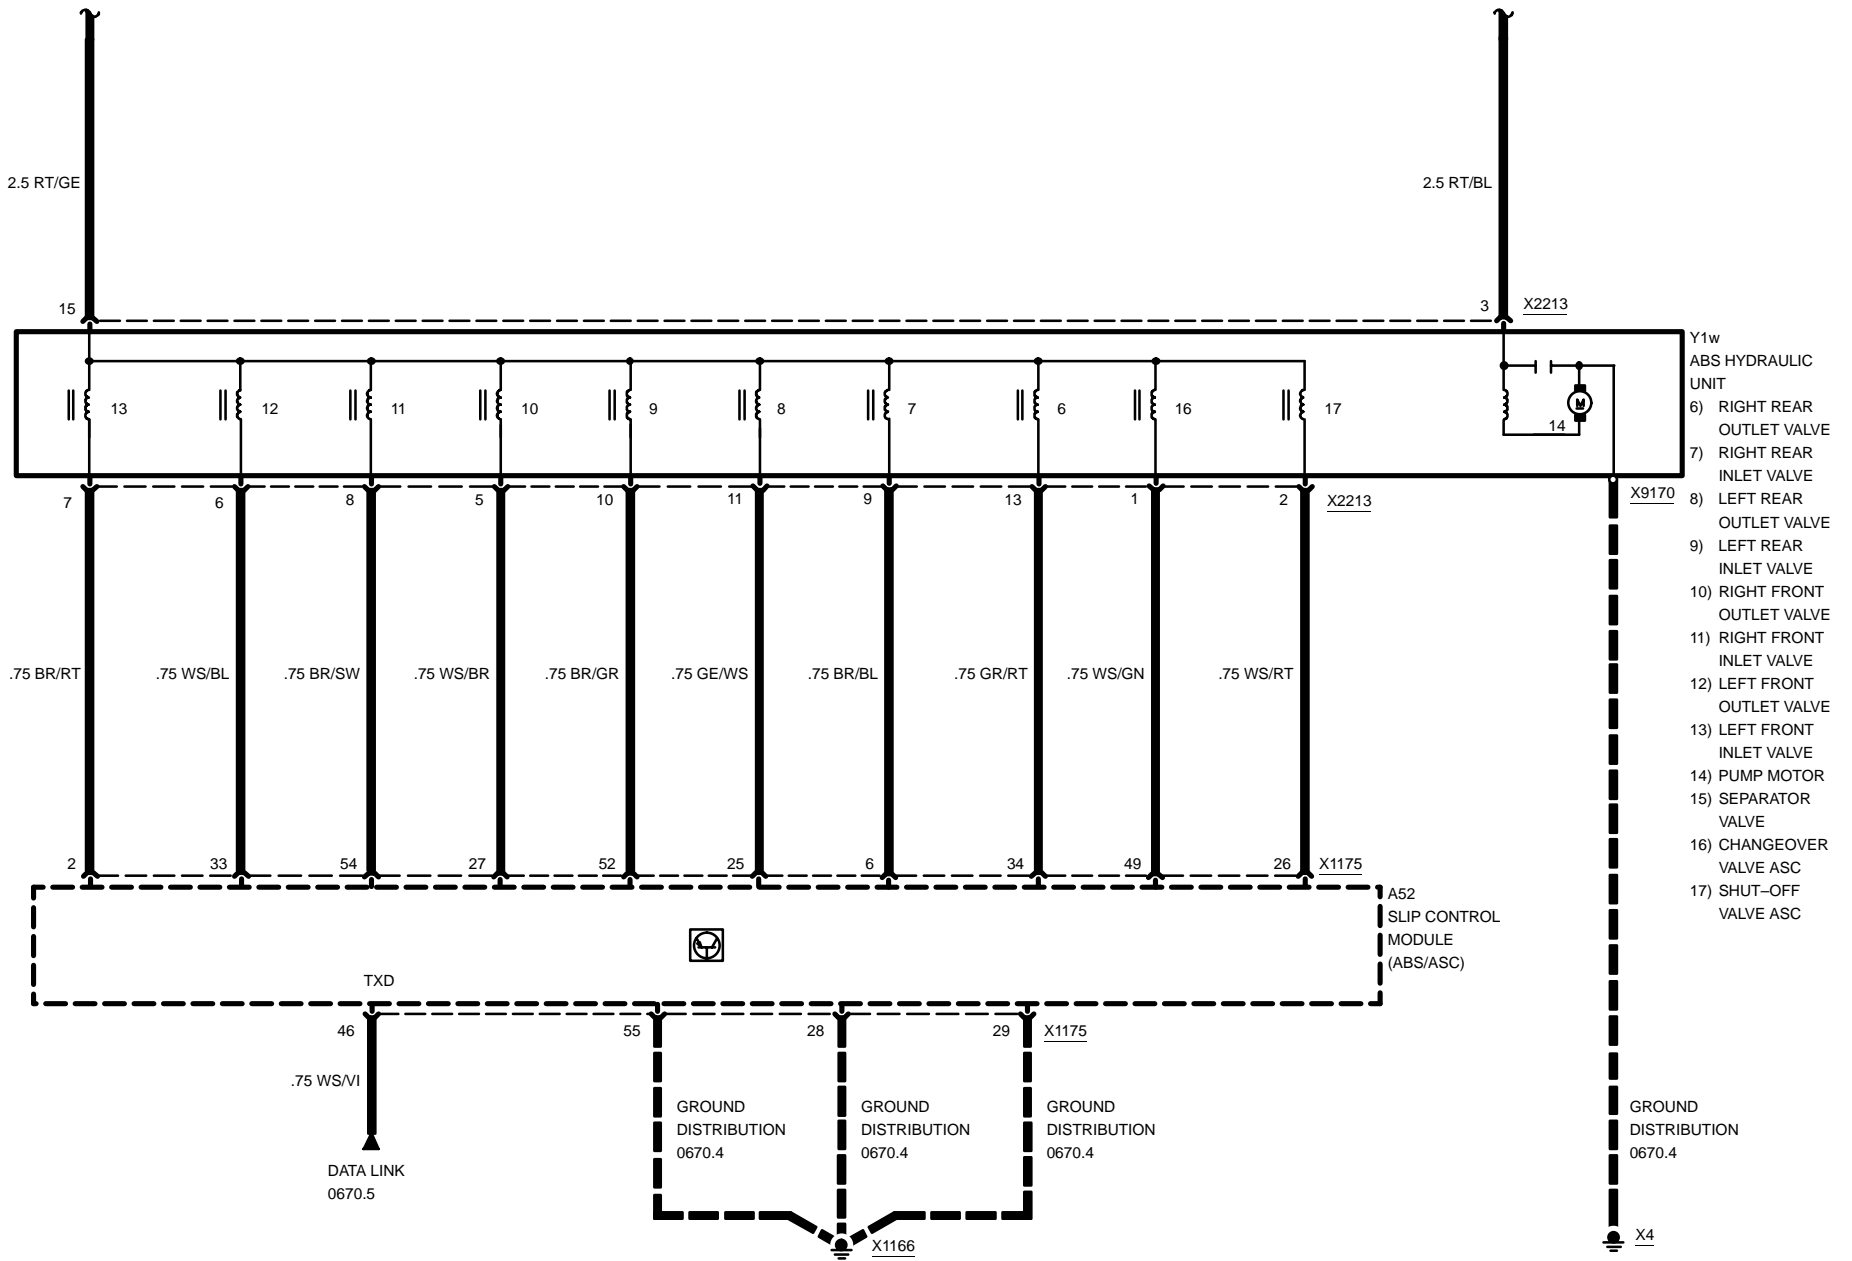 2.5 RT/GE
2.5 RT/BL
15
3
X2213
Y1w
ABS HYDRAULIC
UNIT
6) RIGHT REAR
OUTLET VALVE
7) RIGHT REAR
INLET VALVE
8) LEFT REAR
OUTLET VALVE
9) LEFT REAR
INLET VALVE
10) RIGHT FRONT
OUTLET VALVE
11) RIGHT FRONT
INLET VALVE
12) LEFT FRONT
OUTLET VALVE
13) LEFT FRONT
INLET VALVE
14) PUMP MOTOR
15) SEPARATOR
VALVE
16) CHANGEOVER
VALVE ASC
17) SHUT–OFF
VALVE ASC
13 12 11 10 9 8 7 6 16 17
M
14
7 6 8 5 10 11 9 13 1 2 X2213
X9170
.75 BR/RT .75 WS/BL .75 BR/SW .75 WS/BR .75 BR/GR .75 GE/WS .75 BR/BL .75 GR/RT .75 WS/GN .75 WS/RT
2 33 54 27 52 25 6 34 49 26 X1175
A52
SLIP CONTROL
MODULE
(ABS/ASC)
TXD
46 55 28 29 X1175
.75 WS/VI
DATA LINK
0670.5
GROUND
DISTRIBUTION
0670.4
GROUND
DISTRIBUTION
0670.4
GROUND
DISTRIBUTION
0670.4
GROUND
DISTRIBUTION
0670.4
X1166
X4